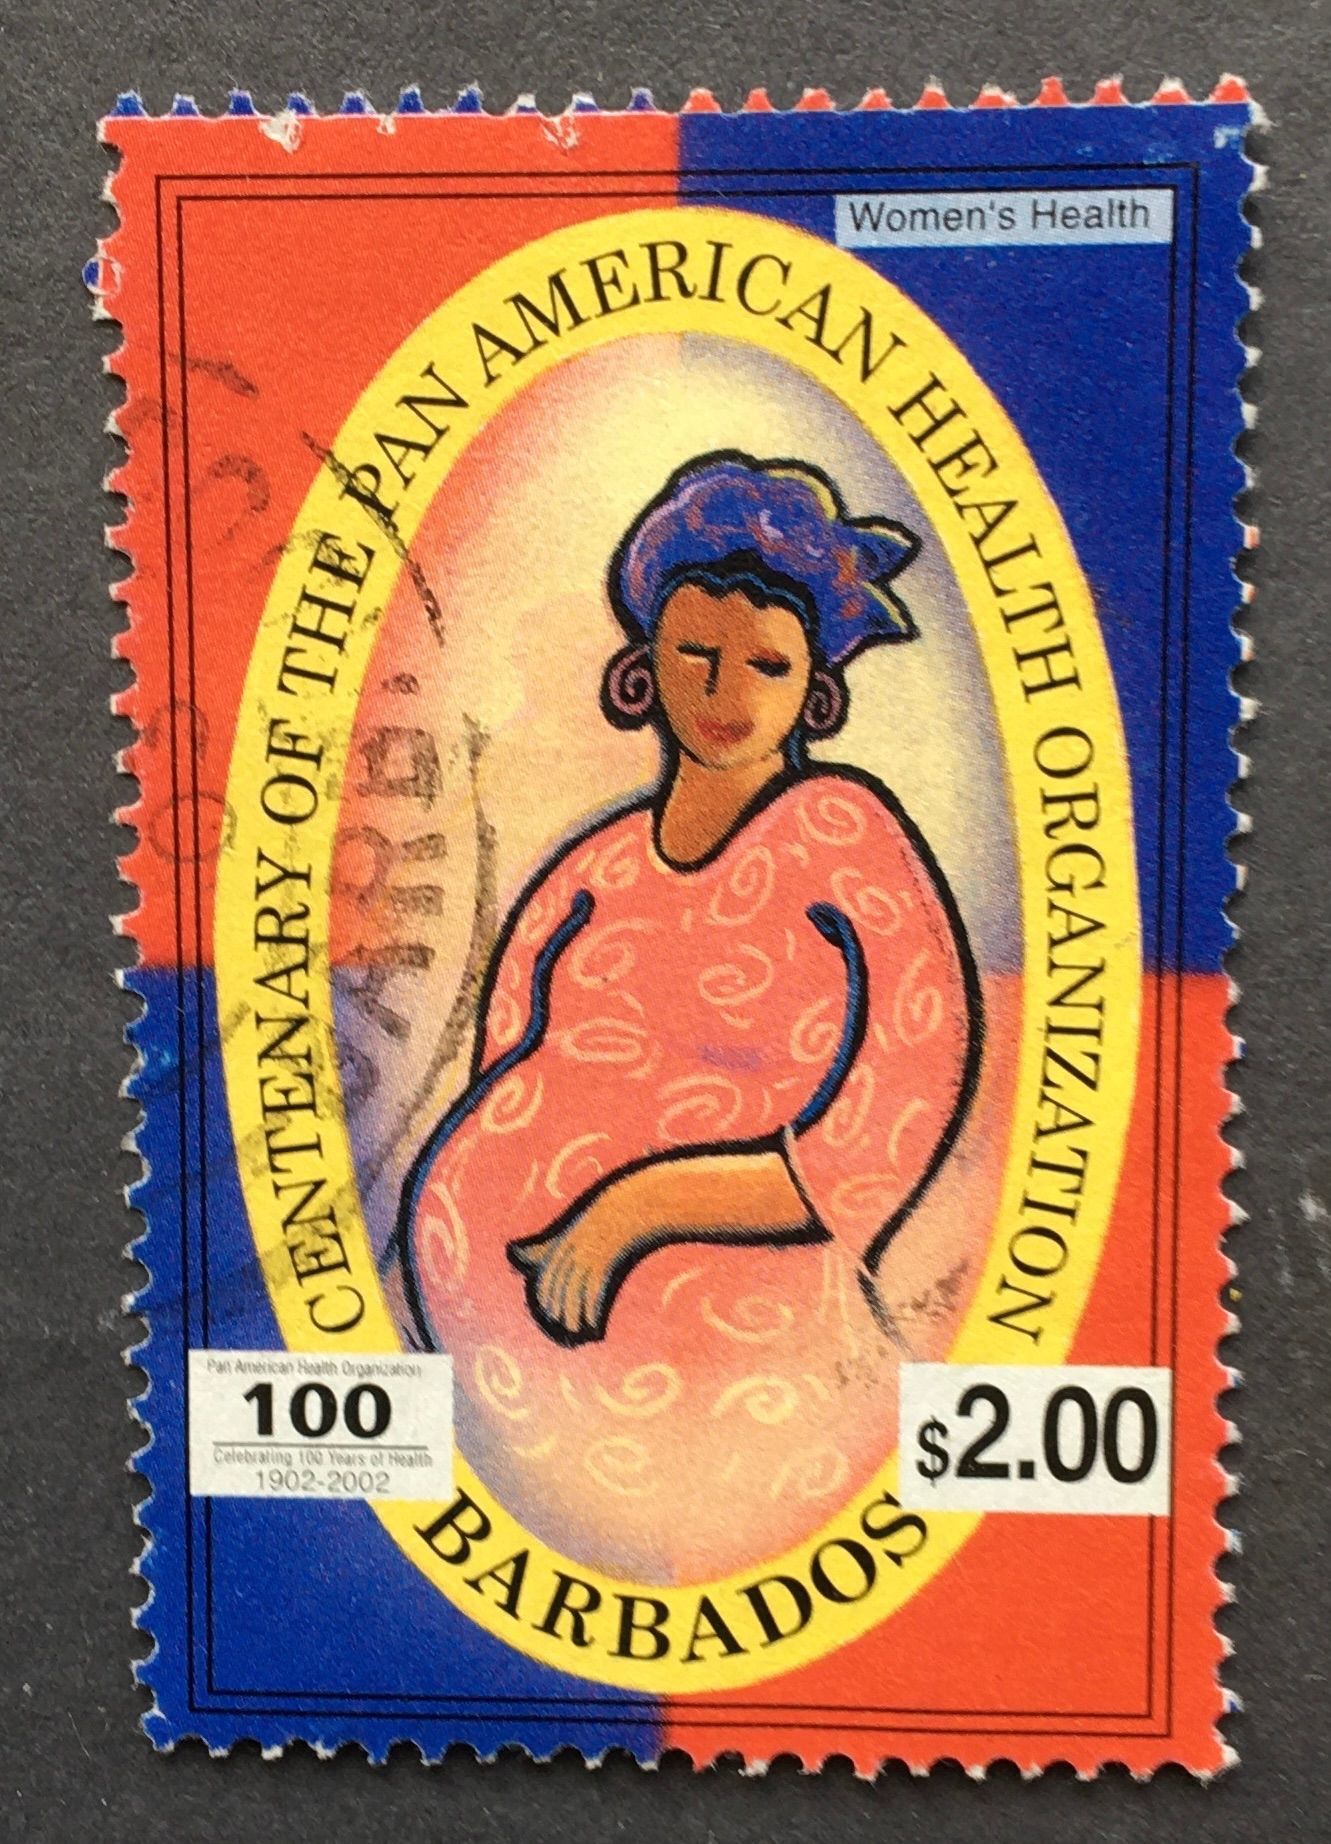 Women's Health
CENTENARY OF THE PAN AMERICAN HEALTH ORGANIZATION
Pan American Health Organization
100
Celebrating 100 Years of Health
1902-2002
$2.00
BARBADOS